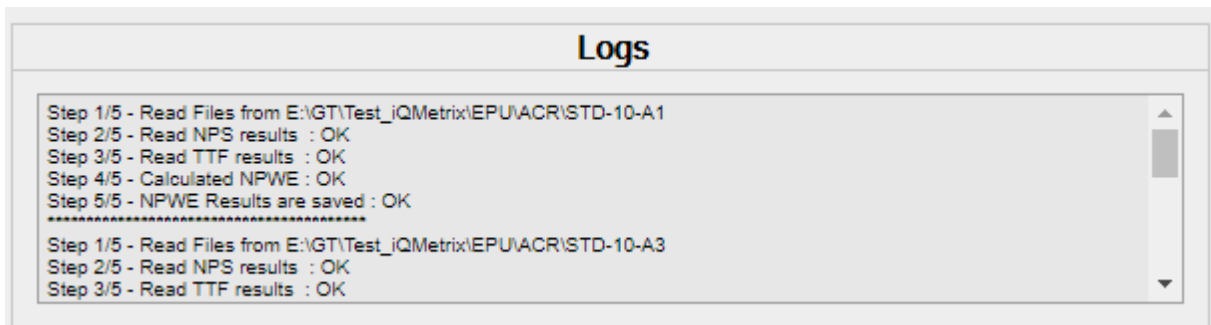 Logs
Step 1/5 - Read Files from E:\GT\Test_iQMetrix\EPU\ACR\STD-10-A1
Step 2/5 - Read NPS results  : OK
Step 3/5 - Read TTF results  : OK
Step 4/5 - Calculated NPWE : OK
Step 5/5 - NPWE Results are saved : OK
*****************************************
Step 1/5 - Read Files from E:\GT\Test_iQMetrix\EPU\ACR\STD-10-A3
Step 2/5 - Read NPS results  : OK
Step 3/5 - Read TTF results  : OK